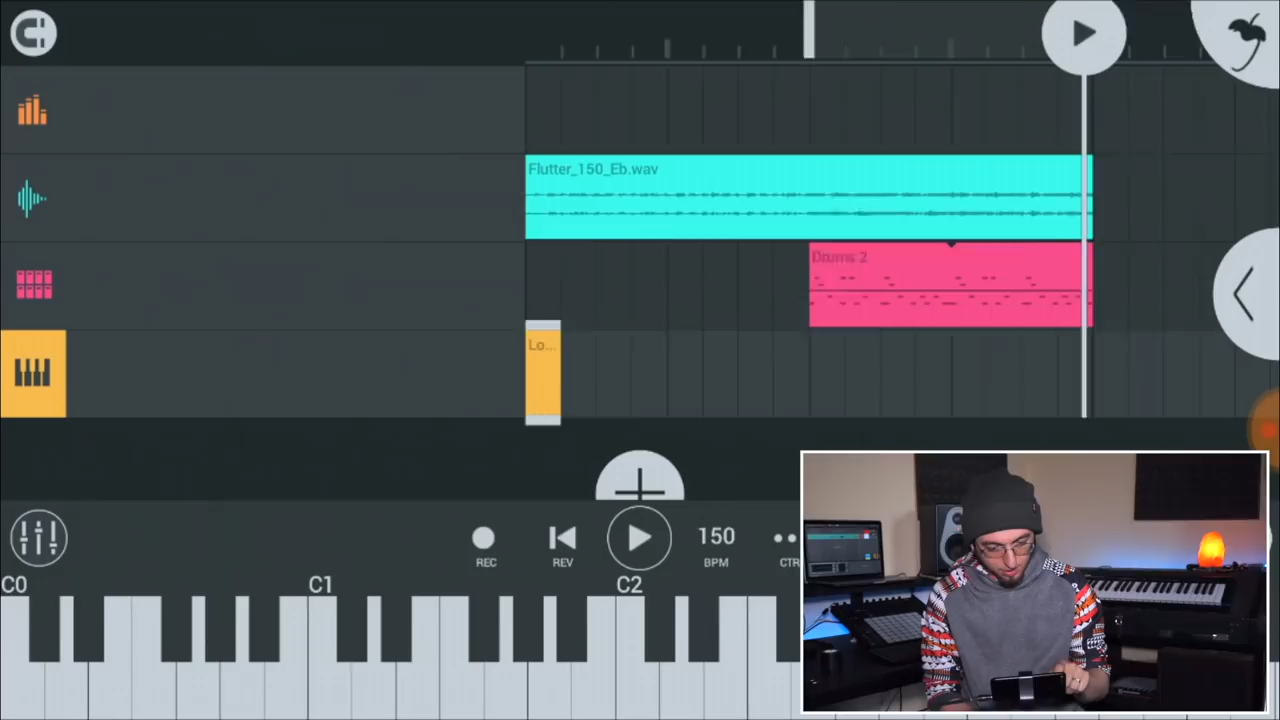 Flutter_150_Eb.wav
Drums 2
Lo...
150
REC
REV
BPM
CTR
C0
C1
C2